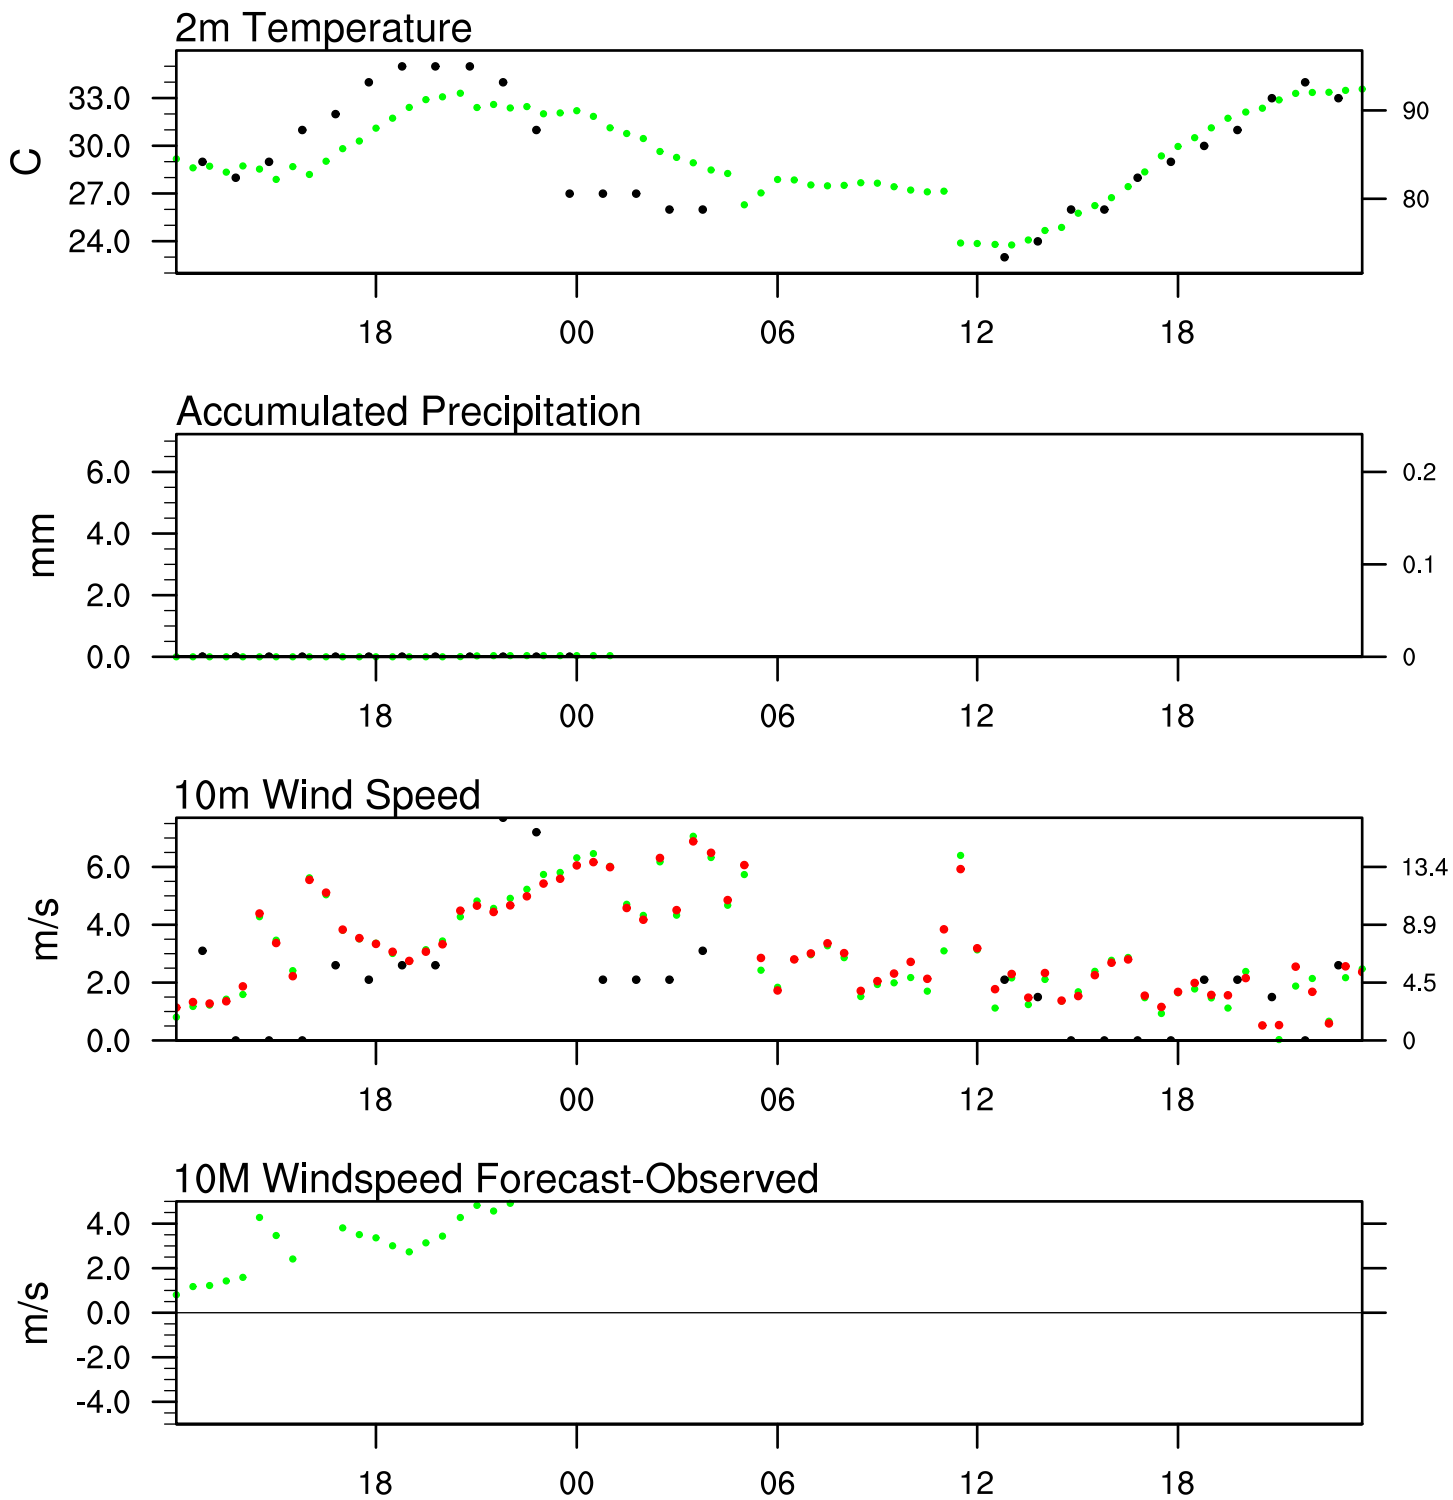 2m Temperature
C
33.0
30.0
27.0
24.0
90
80
18 00 06 12 18
Accumulated Precipitation
mm
6.0
4.0
2.0
0.0
0.2
0.1
0
18 00 06 12 18
10m Wind Speed
m/s
6.0
4.0
2.0
0.0
13.4
8.9
4.5
0
18 00 06 12 18
10M Windspeed Forecast-Observed
m/s
4.0
2.0
0.0
-2.0
-4.0
18 00 06 12 18